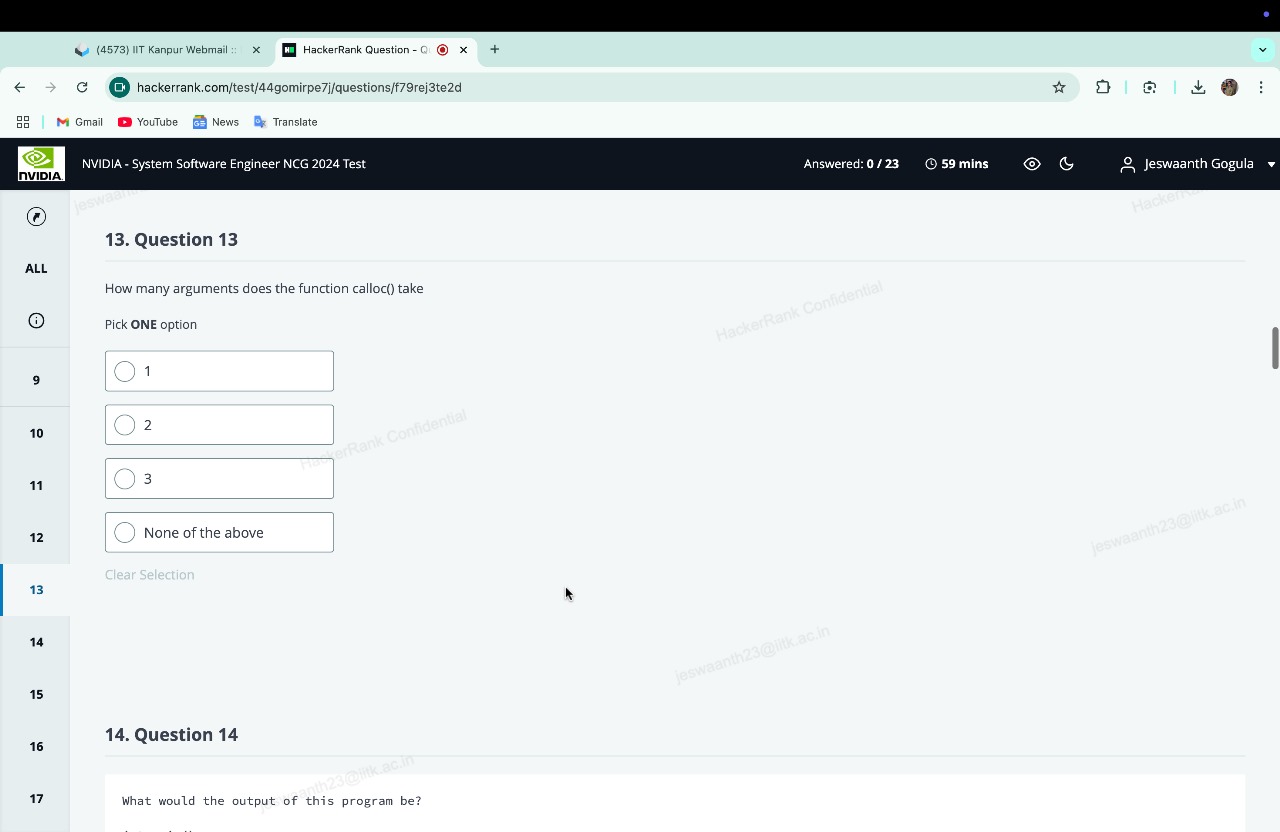 (4573) IIT Kanpur Webmail ::
HackerRank Question - Q
hackerrank.com/test/44gomirpe7j/questions/f79rej3te2d
Gmail
YouTube
News
Translate
NVIDIA
NVIDIA - System Software Engineer NCG 2024 Test
Answered: 0 / 23
59 mins
Jeswaanth Gogula
ALL
9
10
11
12
13
14
15
16
17
13. Question 13
How many arguments does the function calloc() take
Pick ONE option
1
2
3
None of the above
Clear Selection
14. Question 14
What would the output of this program be?
HackerRank Confidential
HackerRank Confidential
jeswaanth23@iitk.ac.in
jeswaanth23@iitk.ac.in
jeswaanth23@iitk.ac.in